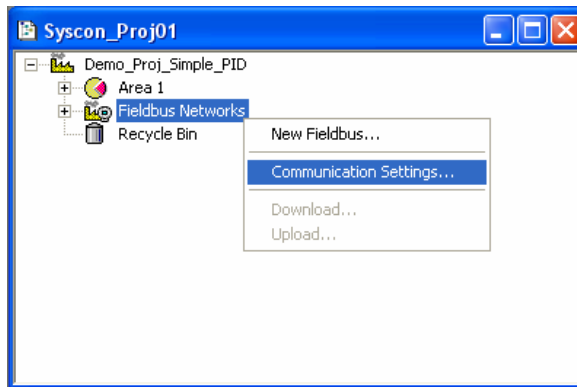 Syscon_Proj01
Demo_Proj_Simple_PID
Area 1
Fieldbus Networks
Recycle Bin
New Fieldbus...
Communication Settings...
Download...
Upload...